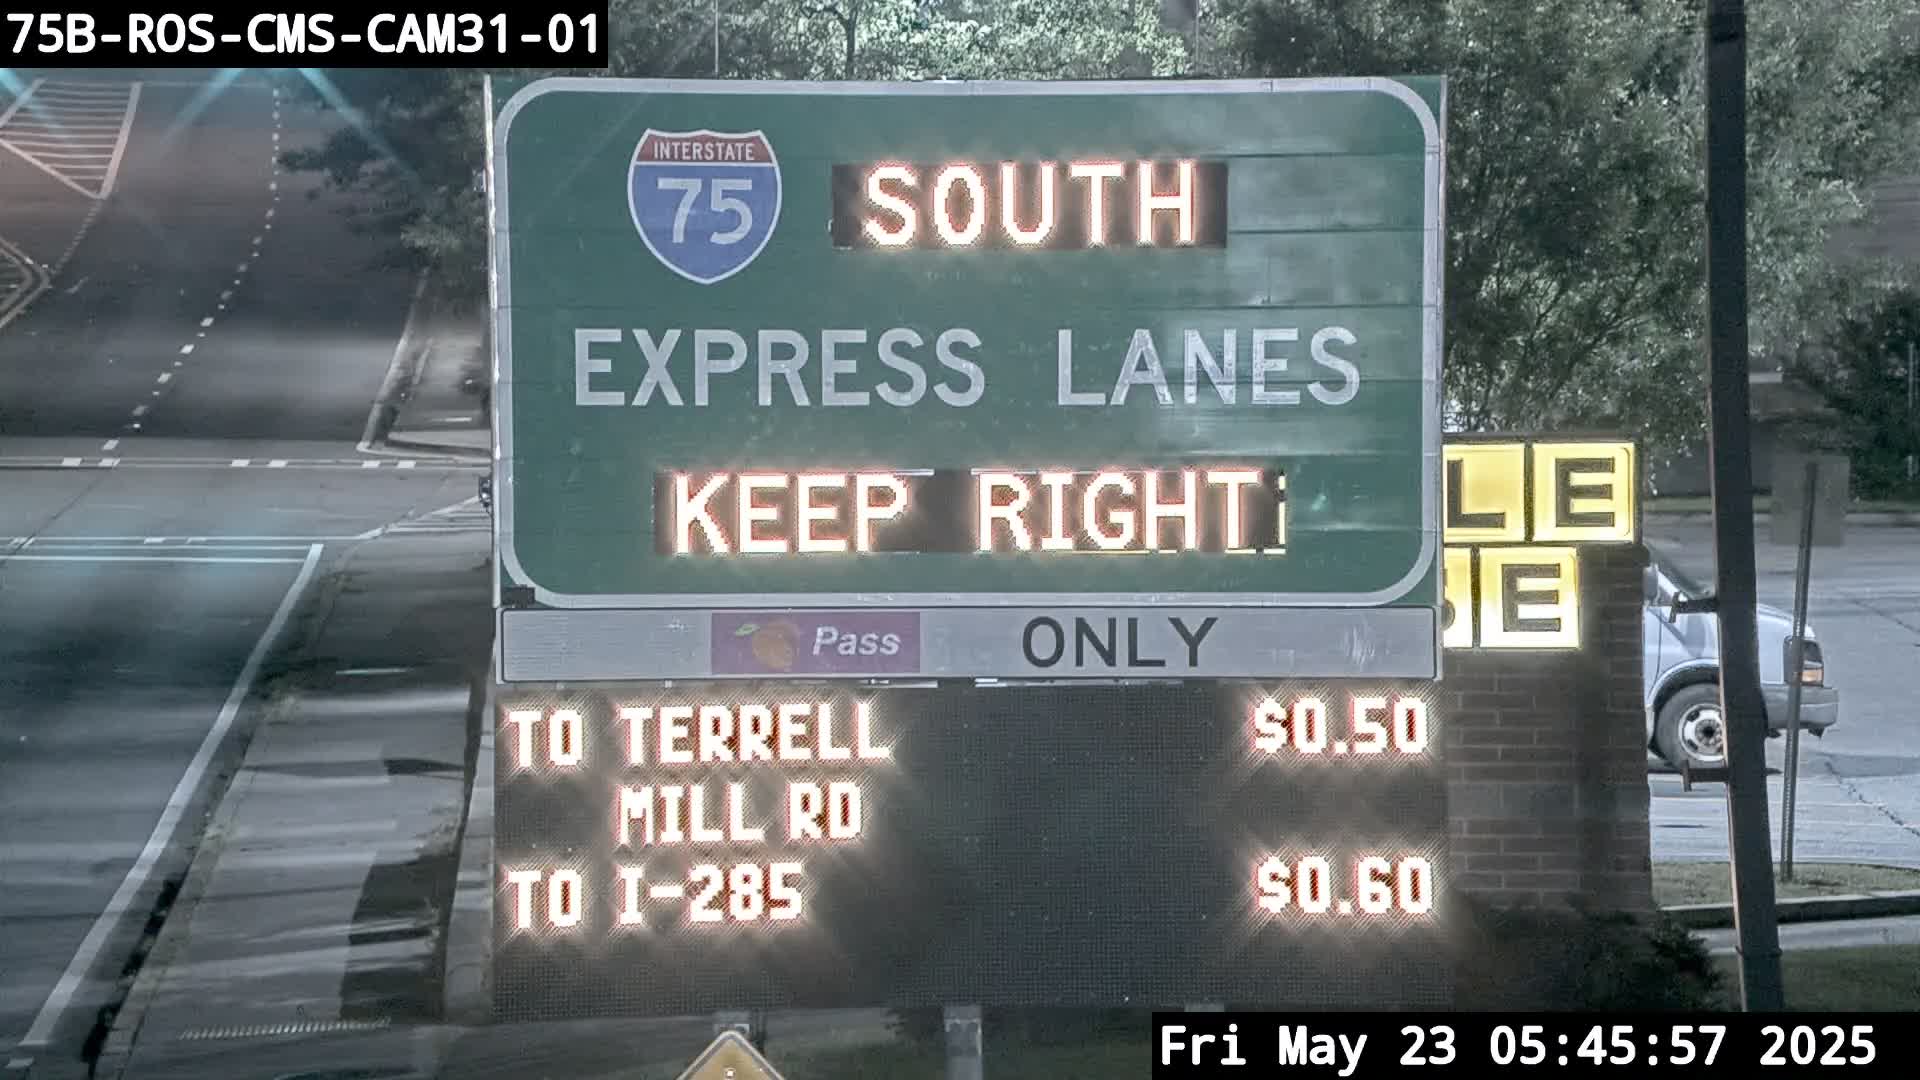 75B-ROS-CMS-CAM31-01
INTERSTATE
75
SOUTH
EXPRESS LANES
KEEP RIGHT
LE
E
Pass ONLY
TO TERRELL $0.50
MILL RD
TO I-285 $0.60
Fri May 23 05:45:57 2025